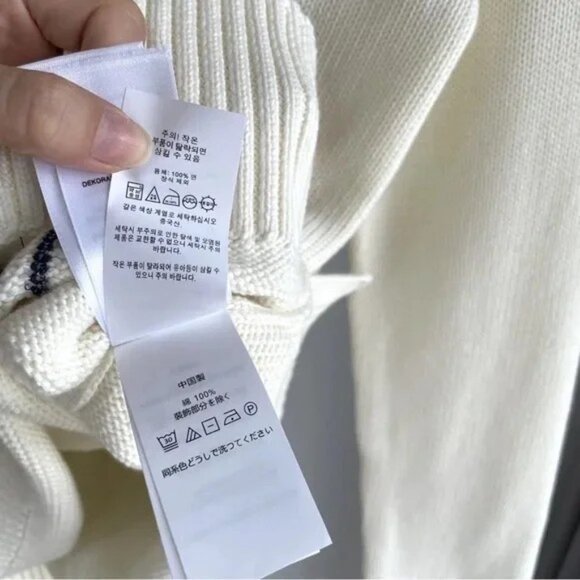 DEKORA
주의! 작은
부품이 탈락되면
삼킬 수 있음
몸체: 100% 면
장식 제외
같은 색상 계열로 세탁하십시오
중국산
세탁시 부주의로 인한 탈색 및 오염된
제품은 교환할 수 없으니 세탁시 주의
바랍니다.
작은 부품이 탈락되어 유아등이 삼킬 수
있으니 주의 바랍니다.
中国製
綿 100%
装飾部分を除く
30
P
同系色どうしで洗ってください